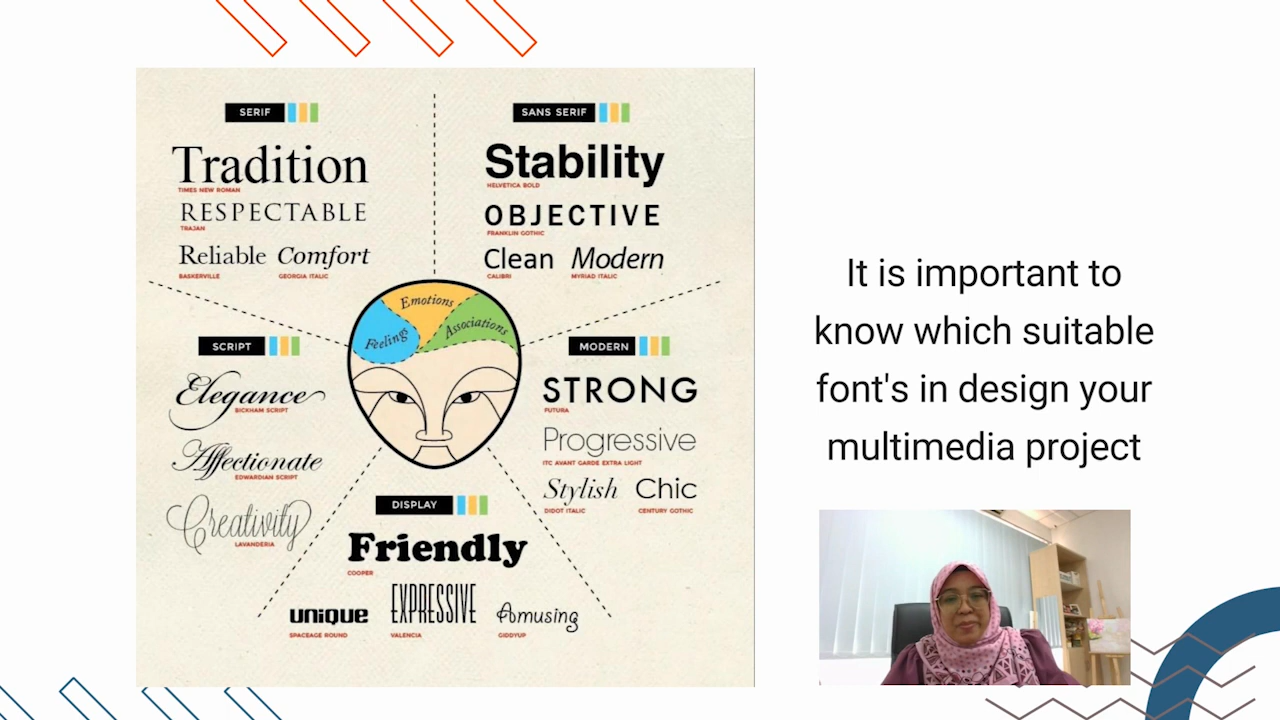 SERIF
Tradition
TIMES NEW ROMAN
RESPECTABLE
TRAJAN
Reliable Comfort
BASKERVILLE GEORGIA ITALIC
SANS SERIF
Stability
HELVETICA BOLD
OBJECTIVE
FRANKLIN GOTHIC
Clean Modern
CALIBRI MYRIAD ITALIC
Feelings
Emotions
Associations
SCRIPT
Elegance
BICKHAM SCRIPT
Affectionate
EDWARDIAN SCRIPT
Creativity
LAVANDERIA
MODERN
STRONG
FUTURA
Progressive
ITC AVANT GARDE EXTRA LIGHT
Stylish Chic
DIDOT ITALIC CENTURY GOTHIC
DISPLAY
Friendly
COOPER
unique EXPRESSIVE Amusing
SPACEAGE ROUND VALENCIA GIDDYUP
It is important to
know which suitable
font's in design your
multimedia project